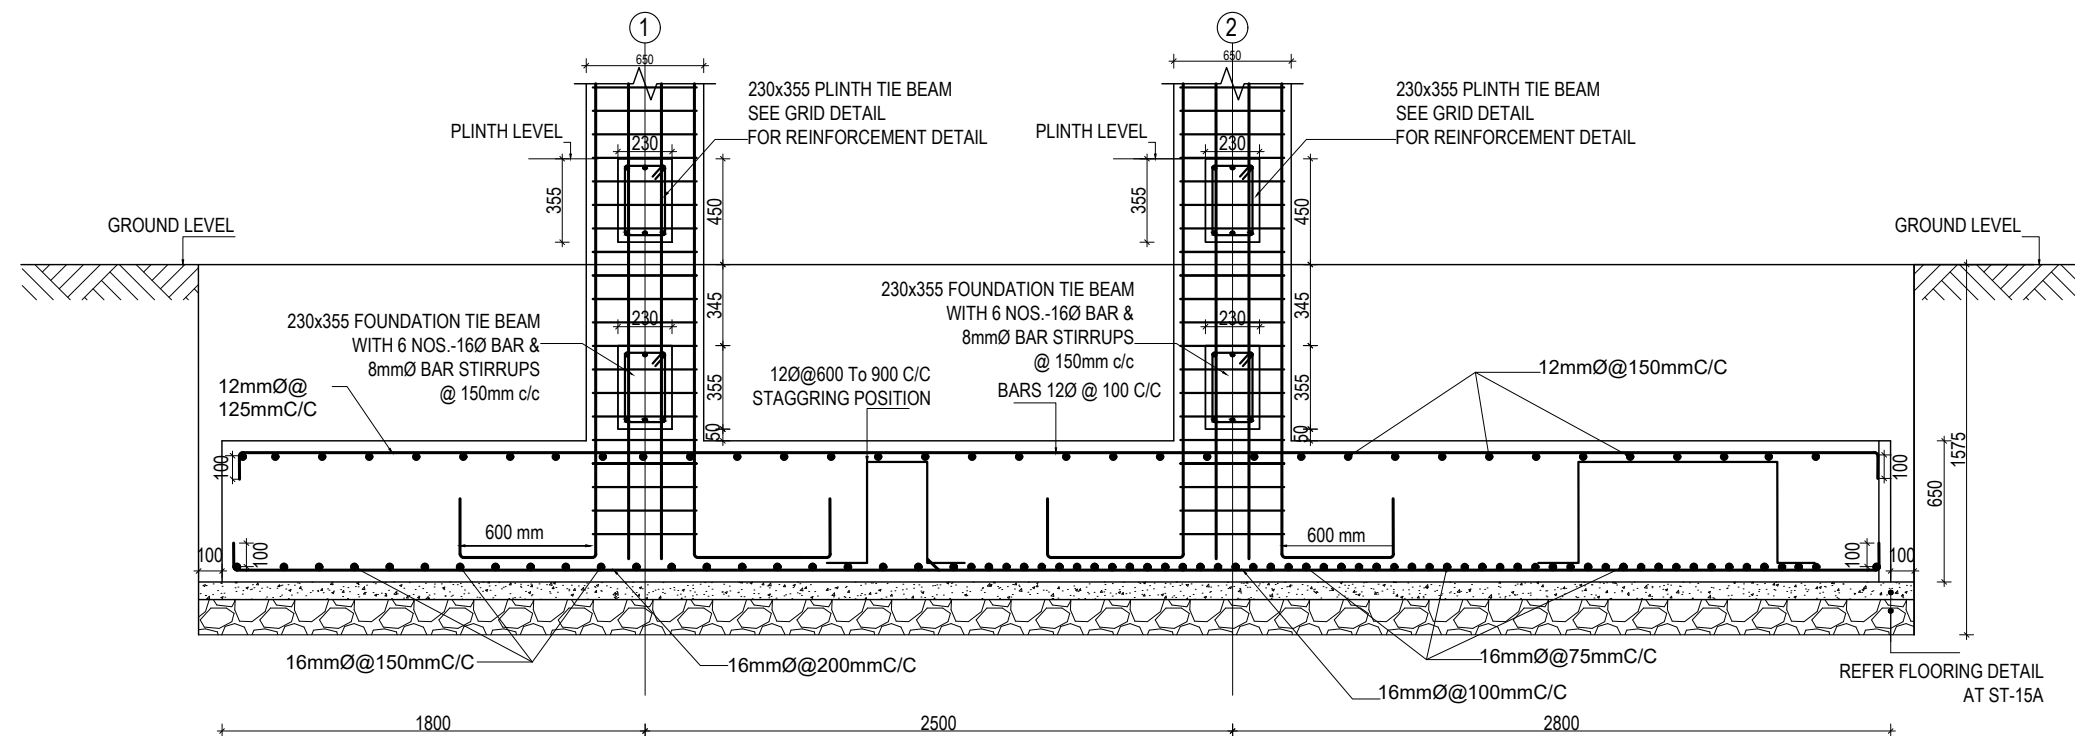 1
2
650
650
230x355 PLINTH TIE BEAM
SEE GRID DETAIL
FOR REINFORCEMENT DETAIL
230x355 PLINTH TIE BEAM
SEE GRID DETAIL
FOR REINFORCEMENT DETAIL
PLINTH LEVEL
230
PLINTH LEVEL
230
355
450
355
450
GROUND LEVEL
GROUND LEVEL
230x355 FOUNDATION TIE BEAM
WITH 6 NOS.-16Ø BAR &
8mmØ BAR STIRRUPS
@ 150mm c/c
230
345
230x355 FOUNDATION TIE BEAM
WITH 6 NOS.-16Ø BAR &
8mmØ BAR STIRRUPS
@ 150mm c/c
230
345
12mmØ@
125mmC/C
355
12Ø@600 To 900 C/C
STAGGRING POSITION
BARS 12Ø @ 100 C/C
355
12mmØ@150mmC/C
50
50
100
100
1575
650
600 mm
600 mm
100
100
100
100
16mmØ@150mmC/C
16mmØ@200mmC/C
16mmØ@75mmC/C
16mmØ@100mmC/C
REFER FLOORING DETAIL
AT ST-15A
1800
2500
2800